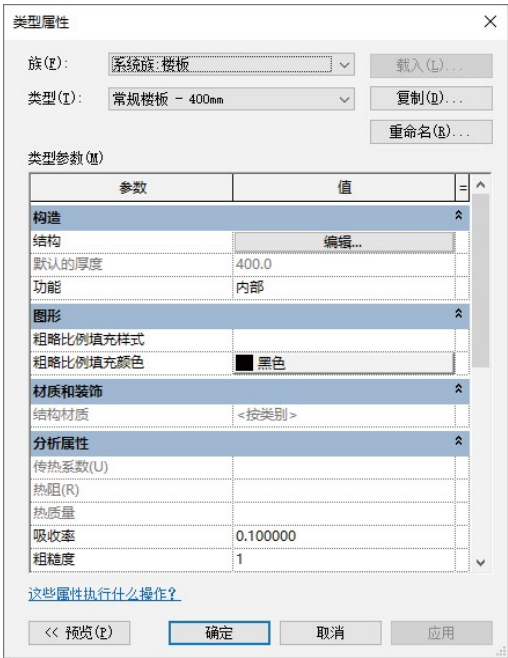 类型属性
族(F): 系统族:楼板 载入(L)...
类型(T): 常规楼板 - 400mm 复制(D)...
重命名(R)...
类型参数(M)
参数 值 =
构造
结构 编辑...
默认的厚度 400.0
功能 内部
图形
粗略比例填充样式
粗略比例填充颜色 黑色
材质和装饰
结构材质 <按类别>
分析属性
传热系数(U)
热阻(R)
热质量
吸收率 0.100000
粗糙度 1
这些属性执行什么操作?
<< 预览(P) 确定 取消 应用